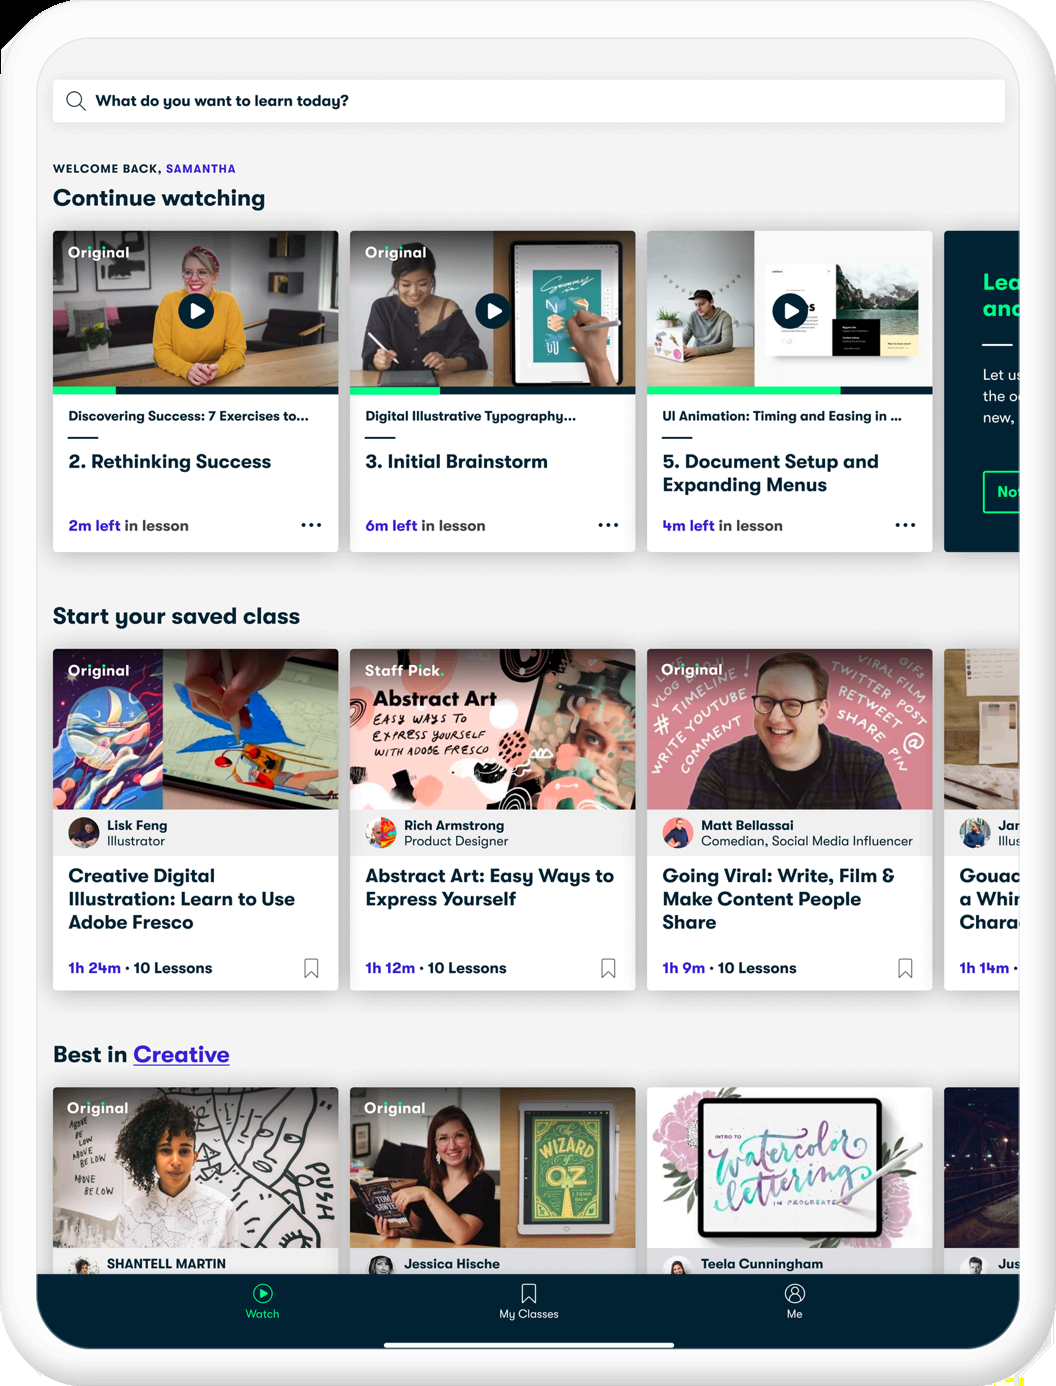 What do you want to learn today?
WELCOME BACK, SAMANTHA
Continue watching
Original
Original
Lea
and
Let us
the oc
new,
Not
Discovering Success: 7 Exercises to...
2. Rethinking Success
2m left in lesson
Digital Illustrative Typography...
3. Initial Brainstorm
6m left in lesson
UI Animation: Timing and Easing in ...
5. Document Setup and
Expanding Menus
4m left in lesson
Start your saved class
Original
Lisk Feng
Illustrator
Creative Digital
Illustration: Learn to Use
Adobe Fresco
1h 24m · 10 Lessons
Staff Pick.
Abstract Art
EASY WAYS TO
EXPRESS YOURSELF
WITH ADOBE FRESCO
Rich Armstrong
Product Designer
Abstract Art: Easy Ways to
Express Yourself
1h 12m · 10 Lessons
Original
# TIMELINE!
WRITE YOUTUBE
COMMENT
VIRAL FILM
GIFS
TWITTER POST
RETWEET
SHARE PIN
@
Matt Bellassai
Comedian, Social Media Influencer
Going Viral: Write, Film &
Make Content People
Share
1h 9m · 10 Lessons
Jar
Illus
Gouac
a Whir
Chara
1h 14m ·
Best in Creative
Original
ABOVE
BE
LOW
ABOVE
BELOW
ABOVE
BELOW
PUSH
SHANTELL MARTIN
Original
THE
WIZARD
of
OZ
Jessica Hische
INTRO TO
watercolor
lettering
IN PROCREATE
Teela Cunningham
Jus
Watch
My Classes
Me